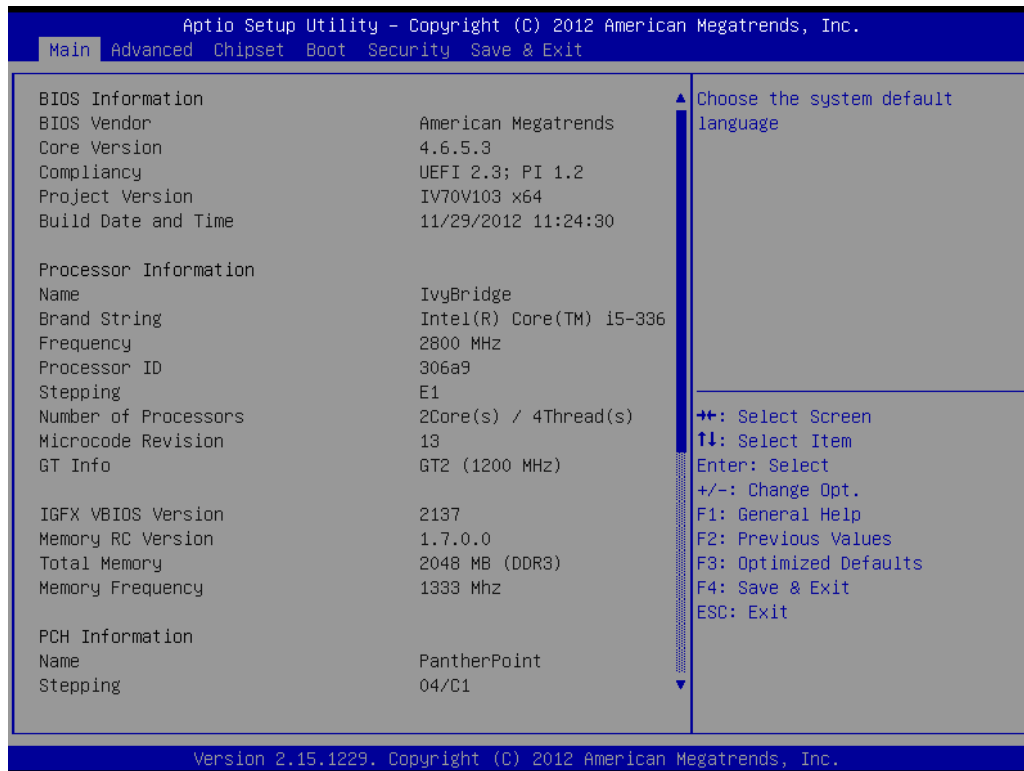 Aptio Setup Utility – Copyright (C) 2012 American Megatrends, Inc.
Main Advanced Chipset Boot Security Save & Exit
BIOS Information
BIOS Vendor American Megatrends
Core Version 4.6.5.3
Compliancy UEFI 2.3; PI 1.2
Project Version IV70V103 x64
Build Date and Time 11/29/2012 11:24:30
Processor Information
Name IvyBridge
Brand String Intel(R) Core(TM) i5-336
Frequency 2800 MHz
Processor ID 306a9
Stepping E1
Number of Processors 2Core(s) / 4Thread(s)
Microcode Revision 13
GT Info GT2 (1200 MHz)
IGFX VBIOS Version 2137
Memory RC Version 1.7.0.0
Total Memory 2048 MB (DDR3)
Memory Frequency 1333 Mhz
PCH Information
Name PantherPoint
Stepping 04/C1
Choose the system default
language
→←: Select Screen
↑↓: Select Item
Enter: Select
+/-: Change Opt.
F1: General Help
F2: Previous Values
F3: Optimized Defaults
F4: Save & Exit
ESC: Exit
Version 2.15.1229. Copyright (C) 2012 American Megatrends, Inc.